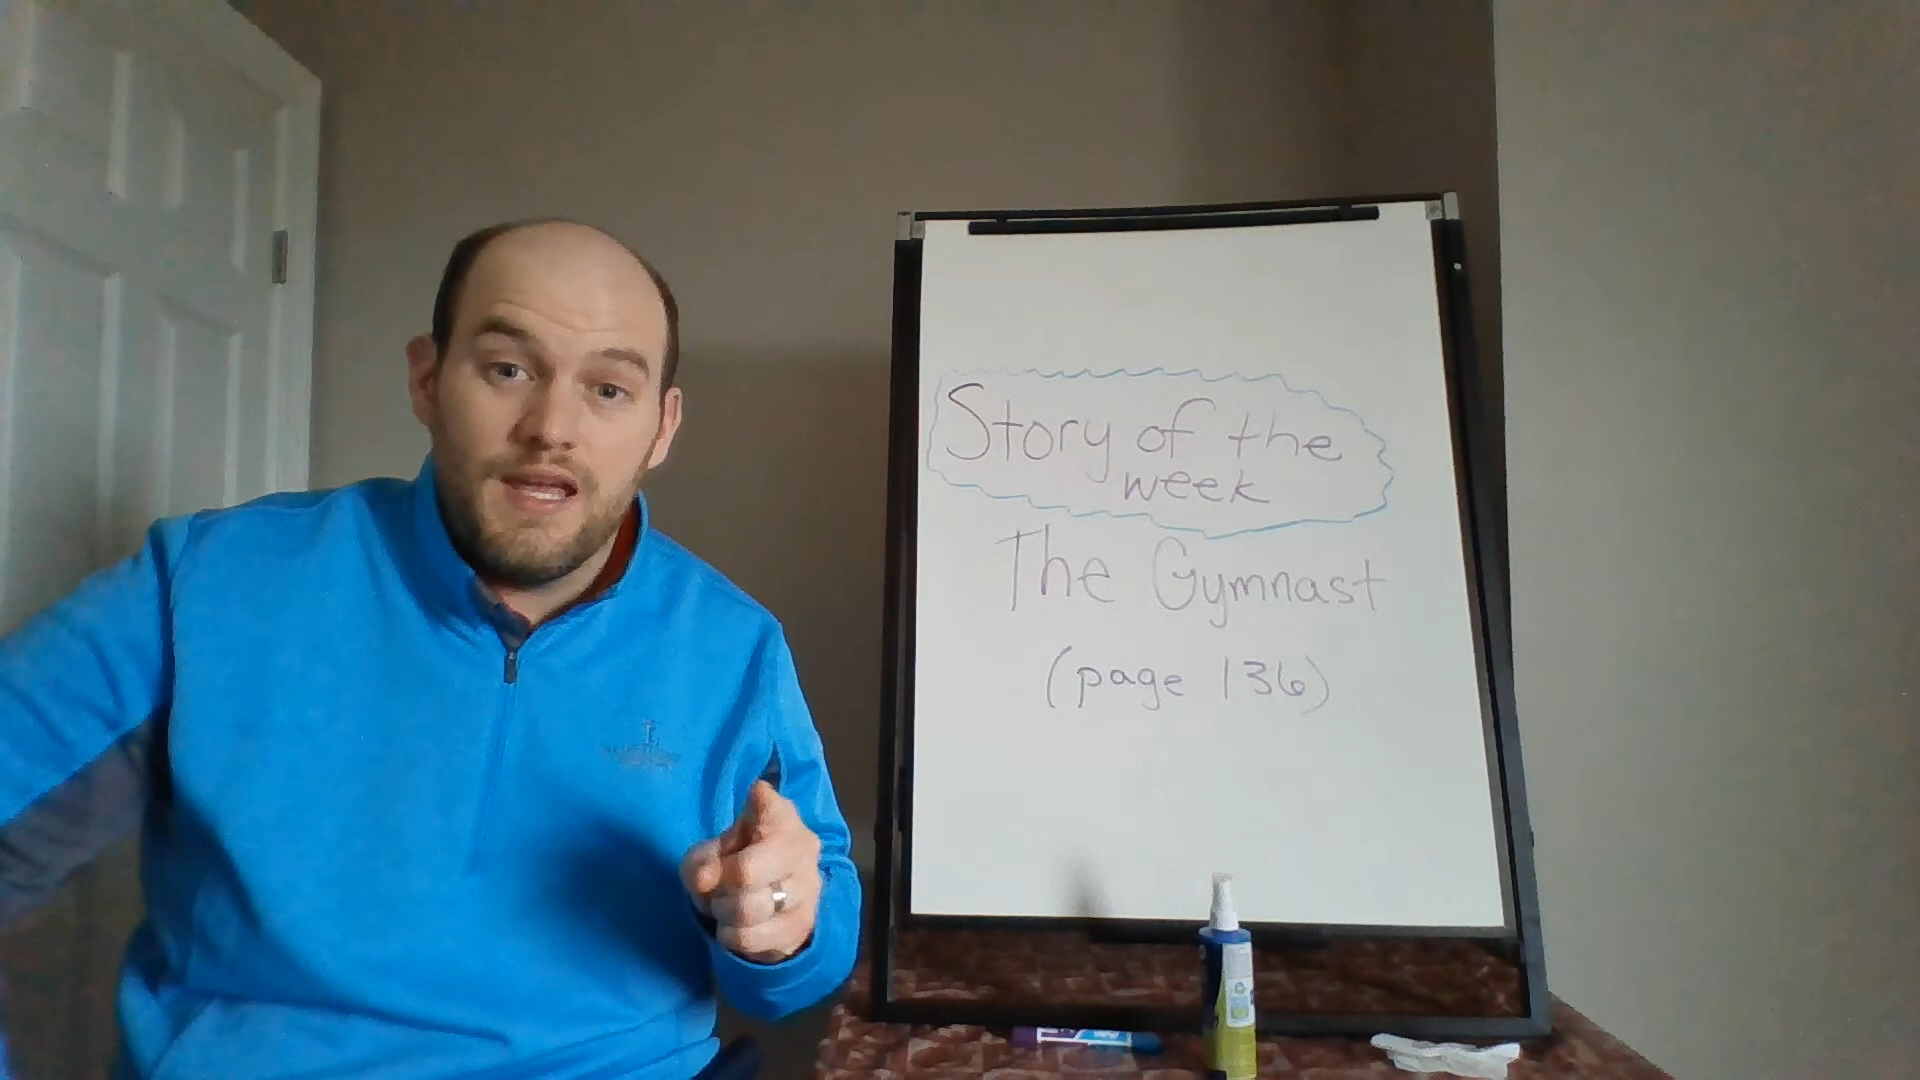 Story of the
week
The Gymnast
(page 136)